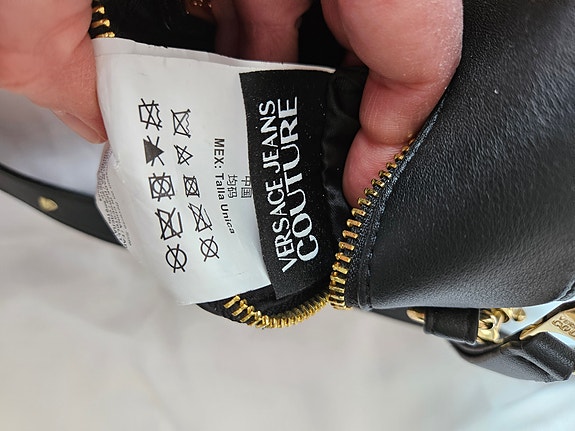 VERSACE JEANS
COUTURE
中国
均码
MEX: Talla Unica